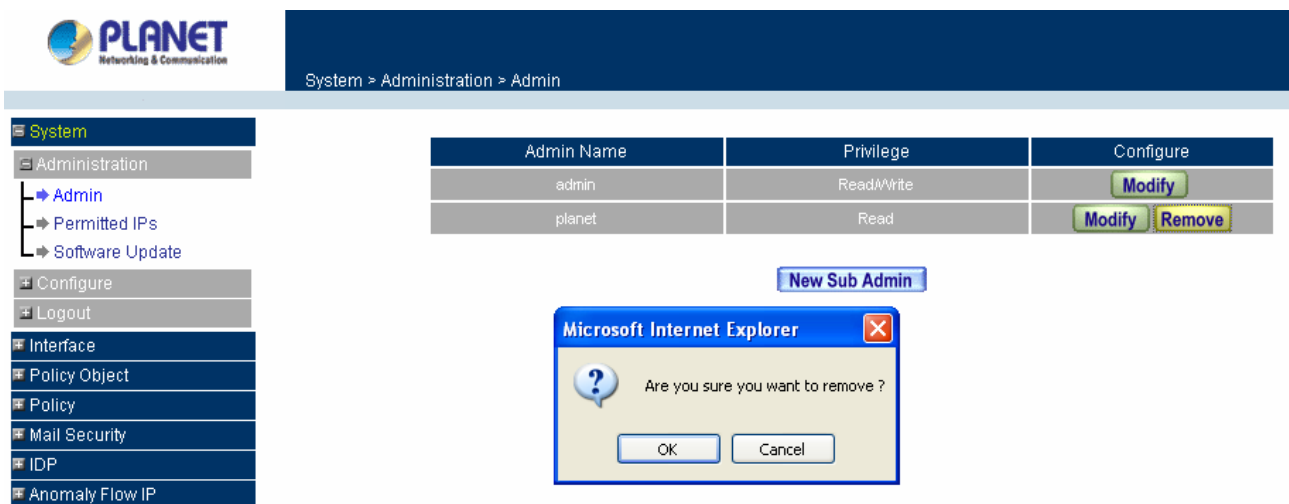 PLANET
Networking & Communication
System > Administration > Admin
System
Administration
Admin
Permitted IPs
Software Update
Configure
Logout
Interface
Policy Object
Policy
Mail Security
IDP
Anomaly Flow IP
Admin Name Privilege Configure
admin Read/Write Modify
planet Read Modify Remove
New Sub Admin
Microsoft Internet Explorer
Are you sure you want to remove ?
OK Cancel